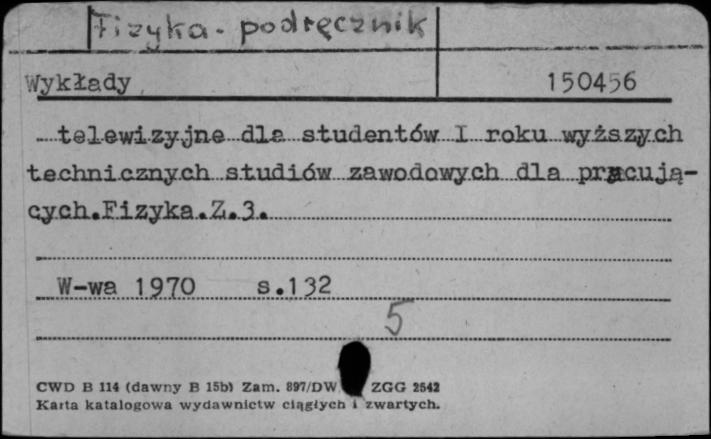 Fizyka - podręcznik
Wykłady 150456
telewizyjne dla studentów I roku wyższych
technicznych studiów zawodowych dla pracują-
cych.Fizyka.Z.3.
W-wa 1970 s.132
5
CWD B 114 (dawny B 15b) Zam. 897/DW ZGG 2542
Karta katalogowa wydawnictw ciągłych i zwartych.